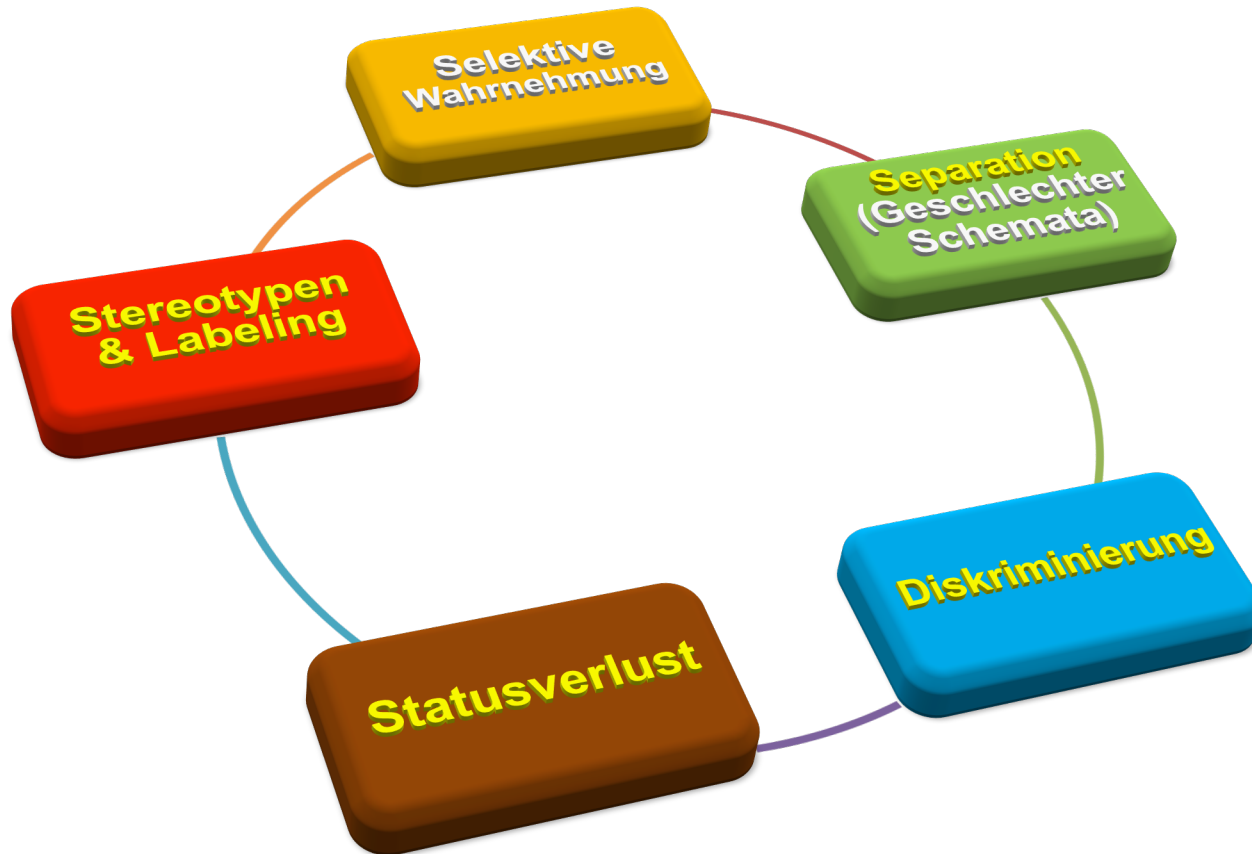 Selektive
Wahrnehmung
Separation
(Geschlechter
Schemata)
Stereotypen
& Labeling
Diskriminierung
Statusverlust